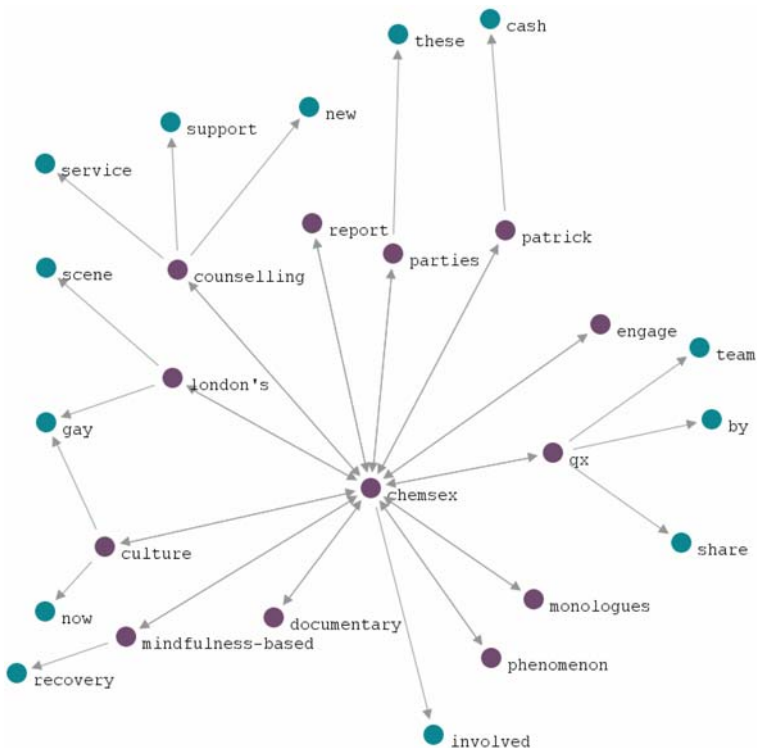 cash
these
new
support
service
report
patrick
parties
scene
counselling
engage
team
london's
by
gay
qx
chemsex
share
culture
monologues
now
documentary
mindfulness-based
phenomenon
recovery
involved